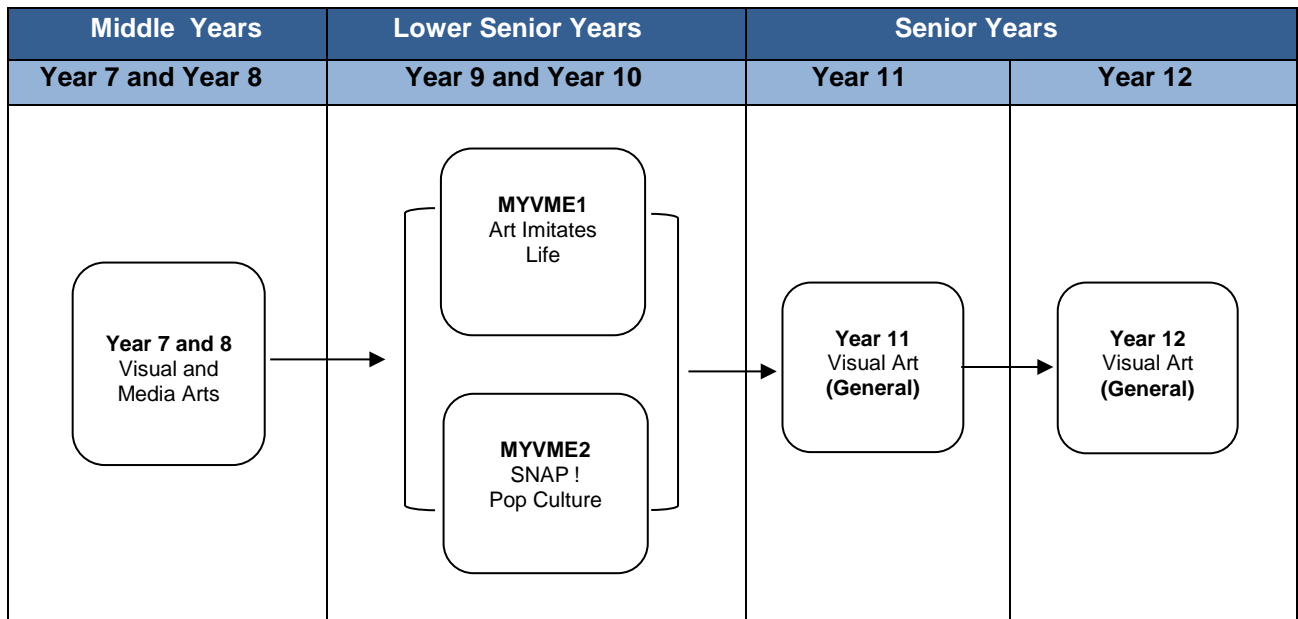 Middle Years
Lower Senior Years
Senior Years
Year 7 and Year 8
Year 9 and Year 10
Year 11
Year 12
Year 7 and 8
Visual and
Media Arts
MYVME1
Art Imitates
Life
MYVME2
SNAP !
Pop Culture
Year 11
Visual Art
(General)
Year 12
Visual Art
(General)